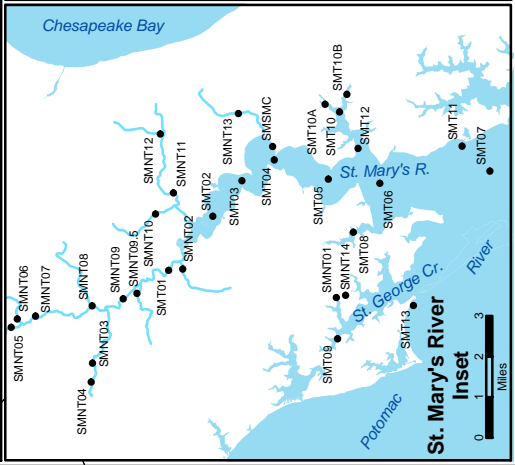 Chesapeake Bay
SMT10B
SMT10A
SMT10
SMNT13
SMNT12
SMSMC
SMT12
SMT11
SMNT11
SMT02
SMT03
SMT04
SMT07
St. Mary's R.
SMNT06
SMNT07
SMNT05
SMNT08
SMNT09
SMNT09.5
SMNT10
SMT01
SMNT02
SMT05
SMT06
SMNT03
SMNT04
SMNT01
SMNT14
SMT08
St. George Cr.
River
SMT09
SMT13
Potomac
St. Mary's River
Inset
0 1 2 3
Miles